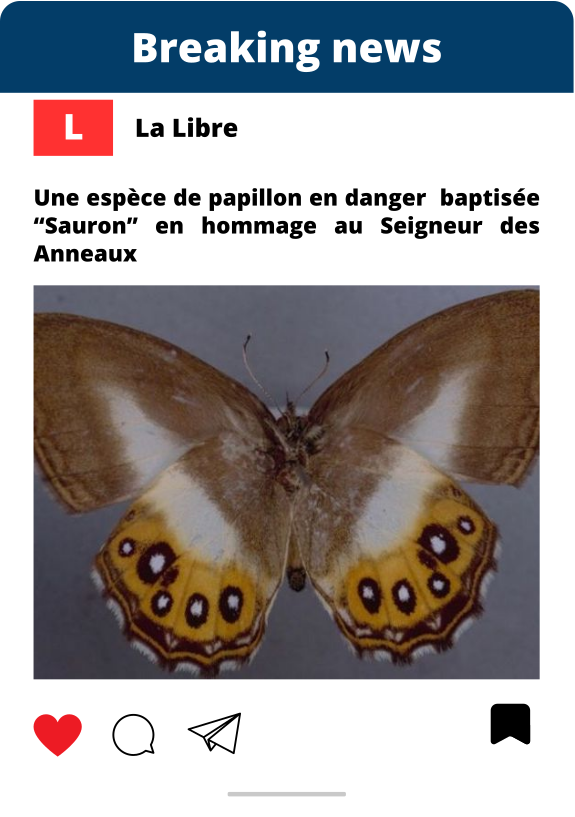 Breaking news
L
La Libre
Une espèce de papillon en danger baptisée
“Sauron” en hommage au Seigneur des
Anneaux